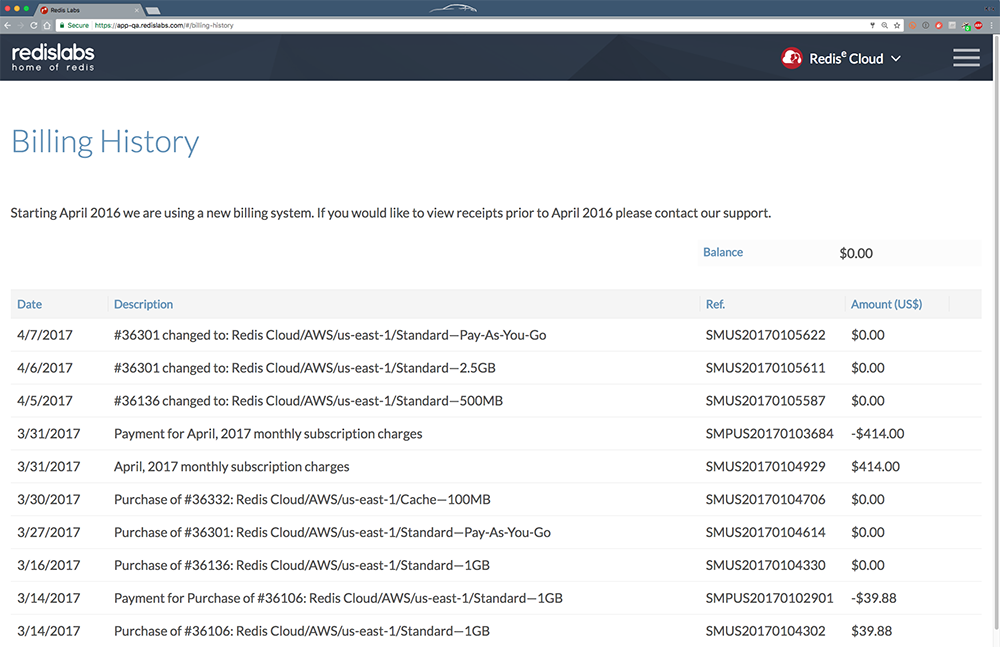 Redis Labs
Secure https://app-qa.redislabs.com/#/billing-history
redislabs
home of redis
Redise Cloud
Billing History
Starting April 2016 we are using a new billing system. If you would like to view receipts prior to April 2016 please contact our support.
Balance $0.00
Date Description Ref. Amount (US$)
4/7/2017 #36301 changed to: Redis Cloud/AWS/us-east-1/Standard—Pay-As-You-Go SMUS20170105622 $0.00
4/6/2017 #36301 changed to: Redis Cloud/AWS/us-east-1/Standard—2.5GB SMUS20170105611 $0.00
4/5/2017 #36136 changed to: Redis Cloud/AWS/us-east-1/Standard—500MB SMUS20170105587 $0.00
3/31/2017 Payment for April, 2017 monthly subscription charges SMPUS20170103684 -$414.00
3/31/2017 April, 2017 monthly subscription charges SMUS20170104929 $414.00
3/30/2017 Purchase of #36332: Redis Cloud/AWS/us-east-1/Cache—100MB SMUS20170104706 $0.00
3/27/2017 Purchase of #36301: Redis Cloud/AWS/us-east-1/Standard—Pay-As-You-Go SMUS20170104614 $0.00
3/16/2017 Purchase of #36136: Redis Cloud/AWS/us-east-1/Standard—1GB SMUS20170104330 $0.00
3/14/2017 Payment for Purchase of #36106: Redis Cloud/AWS/us-east-1/Standard—1GB SMPUS20170102901 -$39.88
3/14/2017 Purchase of #36106: Redis Cloud/AWS/us-east-1/Standard—1GB SMUS20170104302 $39.88